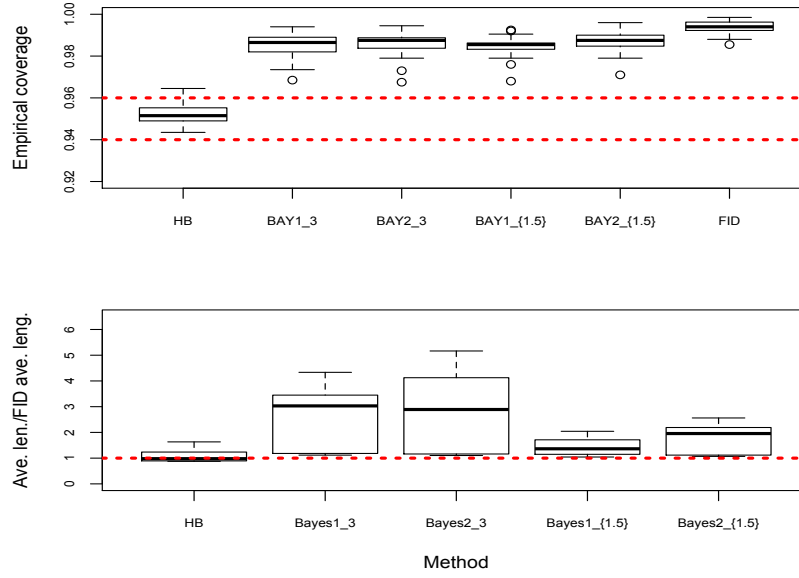 Empirical coverage
1.00
0.98
0.96
0.94
0.92
HB BAY1_3 BAY2_3 BAY1_{1.5} BAY2_{1.5} FID
Ave. len./FID ave. leng.
6
5
4
3
2
1
0
HB Bayes1_3 Bayes2_3 Bayes1_{1.5} Bayes2_{1.5}
Method